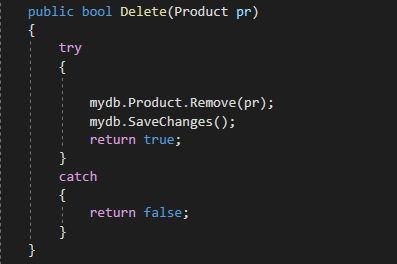 public bool Delete(Product pr)
{
try
{
mydb.Product.Remove(pr);
mydb.SaveChanges();
return true;
}
catch
{
return false;
}
}